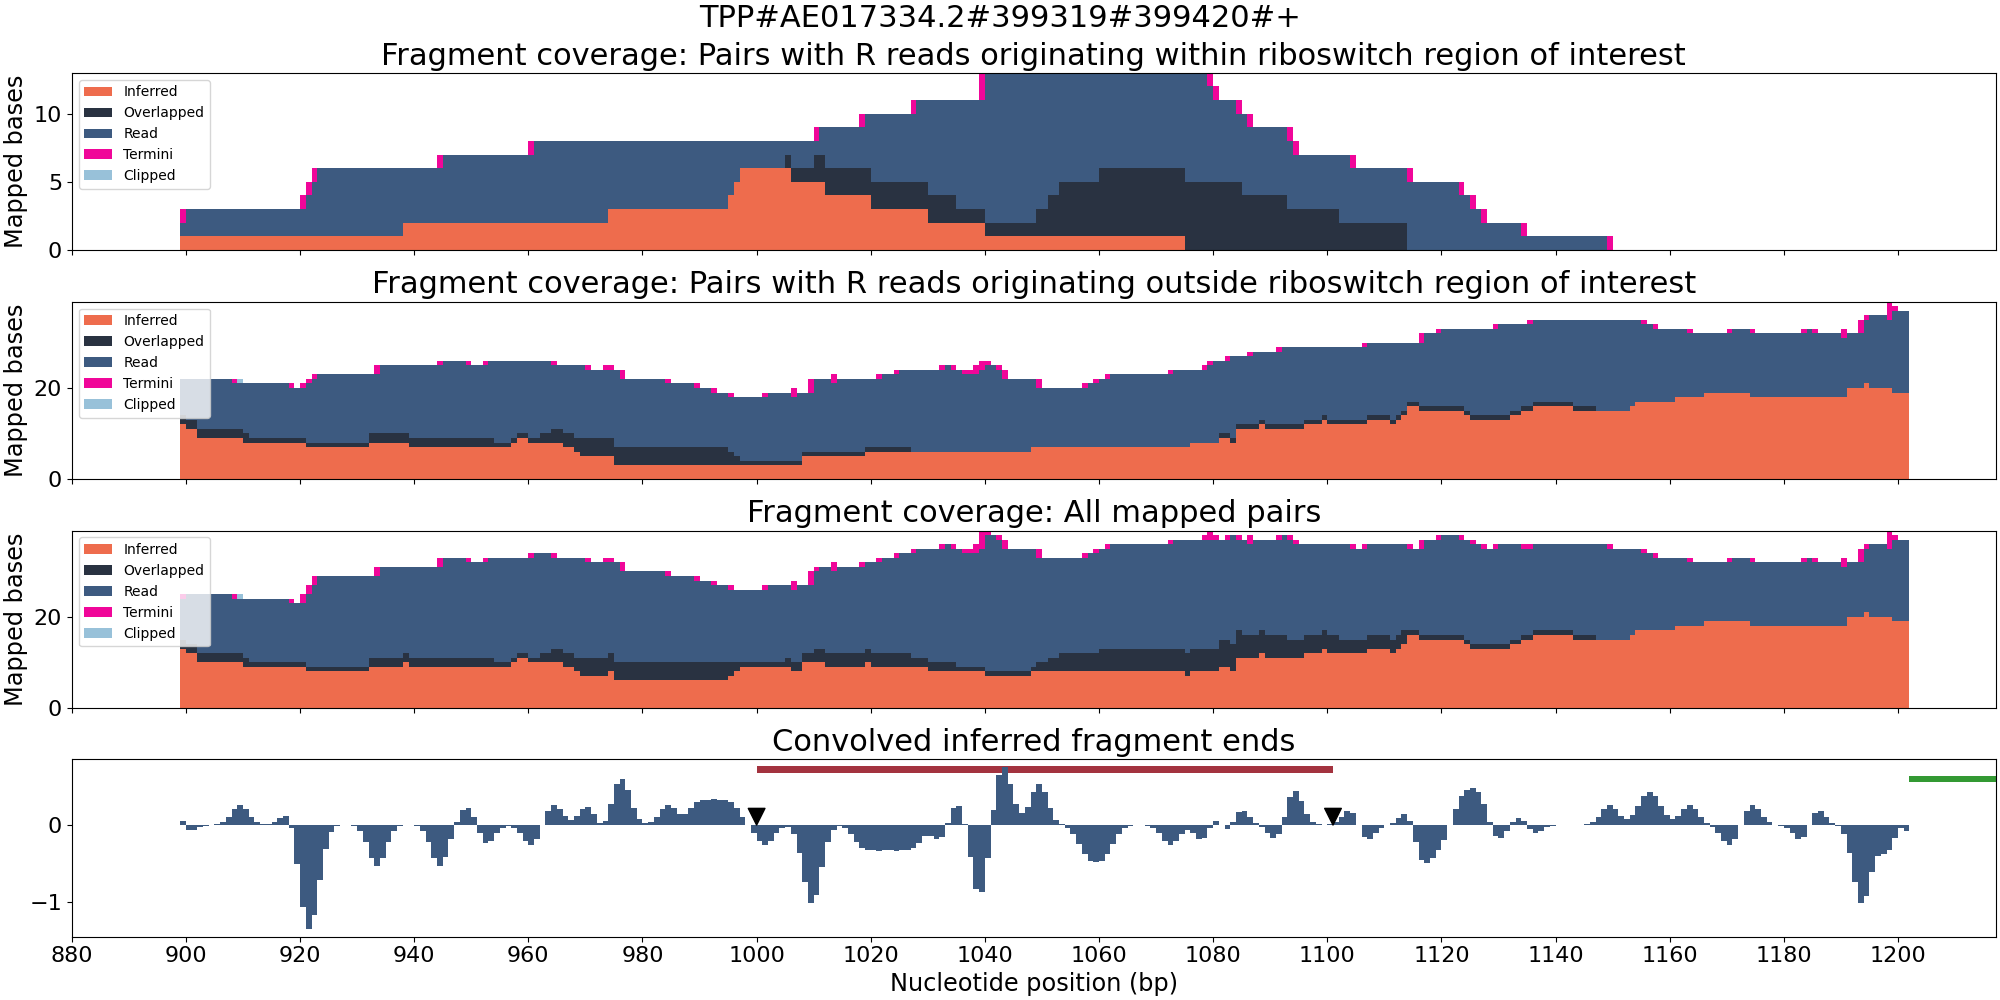 TPP#AE017334.2#399319#399420#+
Fragment coverage: Pairs with R reads originating within riboswitch region of interest
Mapped bases
10
5
0
Inferred
Overlapped
Read
Termini
Clipped
Fragment coverage: Pairs with R reads originating outside riboswitch region of interest
Mapped bases
20
0
Inferred
Overlapped
Read
Termini
Clipped
Fragment coverage: All mapped pairs
Mapped bases
20
0
Inferred
Overlapped
Read
Termini
Clipped
Convolved inferred fragment ends
0
−1
880 900 920 940 960 980 1000 1020 1040 1060 1080 1100 1120 1140 1160 1180 1200
Nucleotide position (bp)